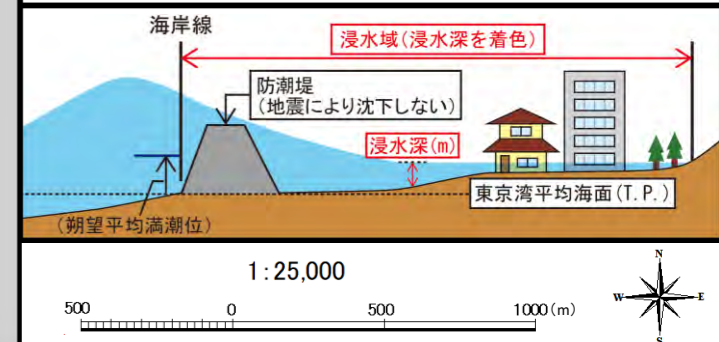 海岸線
浸水域(浸水深を着色)
防潮堤
(地震により沈下しない)
浸水深(m)
東京湾平均海面(T.P.)
(朔望平均満潮位)
1:25,000
500 0 500 1000(m)
N
W E
S